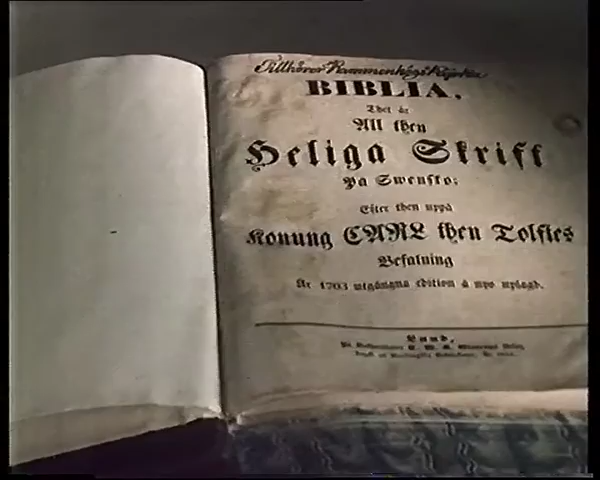 Tillhörer Rammenhögs Kyrka
BIBLIA,
Thet är
All then
Heliga Skrift
På Swensko;
Efter then uppå
Konung CARL then Tolftes
Befalning
År 1703 utgångna edition å nyo uplagd.
Lund,